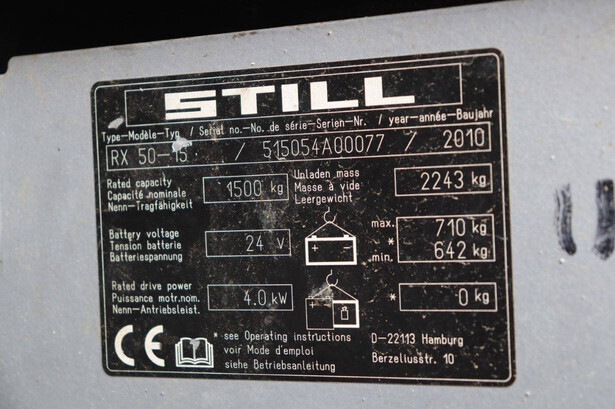 STILL
Type-Modèle-Typ / Serial no.-No. de série-Serien-Nr. / year-année-Baujahr
RX 50-15 / 515054A00077 / 2010
Rated capacity
Capacité nominale
Nenn-Tragfähigkeit
1500 kg
Unladen mass
Masse à vide
Leergewicht
2243 kg
Battery voltage
Tension batterie
Batteriespannung
24 V
+ -
max. 710 kg
*
min. 642 kg
Rated drive power
Puissance motr.nom.
Nenn-Antriebsleist.
4.0 kW
* 0 kg
CE
* see Operating instructions
voir Mode d'emploi
siehe Betriebsanleitung
D-22113 Hamburg
Berzeliusstr. 10